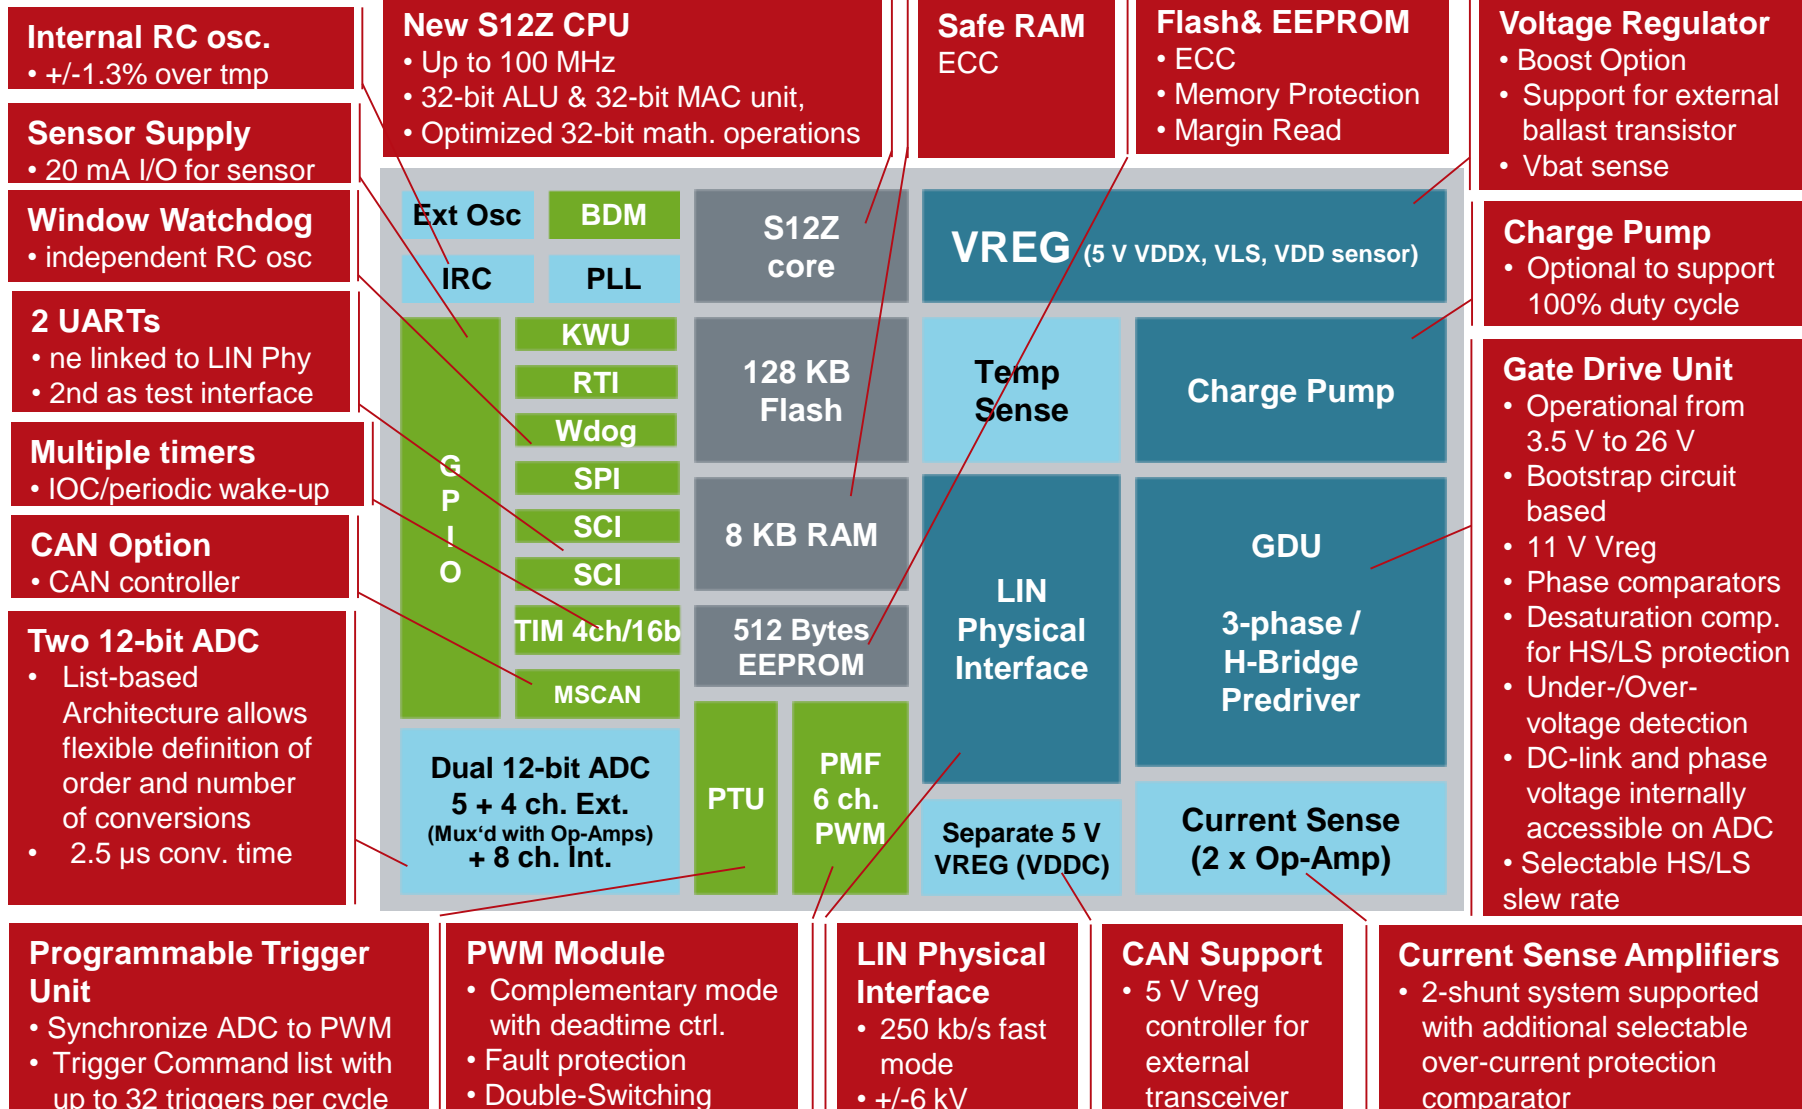 Internal RC osc.
• +/-1.3% over tmp
Sensor Supply
• 20 mA I/O for sensor
Window Watchdog
• independent RC osc
2 UARTs
• ne linked to LIN Phy
• 2nd as test interface
Multiple timers
• IOC/periodic wake-up
CAN Option
• CAN controller
Two 12-bit ADC
• List-based
Architecture allows
flexible definition of
order and number
of conversions
• 2.5 µs conv. time
New S12Z CPU
• Up to 100 MHz
• 32-bit ALU & 32-bit MAC unit,
• Optimized 32-bit math. operations
Safe RAM
ECC
Flash& EEPROM
• ECC
• Memory Protection
• Margin Read
Voltage Regulator
• Boost Option
• Support for external
ballast transistor
• Vbat sense
Charge Pump
• Optional to support
100% duty cycle
Gate Drive Unit
• Operational from
3.5 V to 26 V
• Bootstrap circuit
based
• 11 V Vreg
• Phase comparators
• Desaturation comp.
for HS/LS protection
• Under-/Over-
voltage detection
• DC-link and phase
voltage internally
accessible on ADC
• Selectable HS/LS
slew rate
Ext Osc
BDM
IRC
PLL
GPIO
KWU
RTI
Wdog
SPI
SCI
SCI
TIM 4ch/16b
MSCAN
Dual 12-bit ADC
5 + 4 ch. Ext.
(Mux‘d with Op-Amps)
+ 8 ch. Int.
S12Z
core
128 KB
Flash
8 KB RAM
512 Bytes
EEPROM
PTU
PMF
6 ch.
PWM
VREG (5 V VDDX, VLS, VDD sensor)
Temp
Sense
Charge Pump
LIN
Physical
Interface
GDU
3-phase /
H-Bridge
Predriver
Separate 5 V
VREG (VDDC)
Current Sense
(2 x Op-Amp)
Programmable Trigger
Unit
• Synchronize ADC to PWM
• Trigger Command list with
up to 32 triggers per cycle
PWM Module
• Complementary mode
with deadtime ctrl.
• Fault protection
• Double-Switching
LIN Physical
Interface
• 250 kb/s fast
mode
• +/-6 kV
CAN Support
• 5 V Vreg
controller for
external
transceiver
Current Sense Amplifiers
• 2-shunt system supported
with additional selectable
over-current protection
comparator